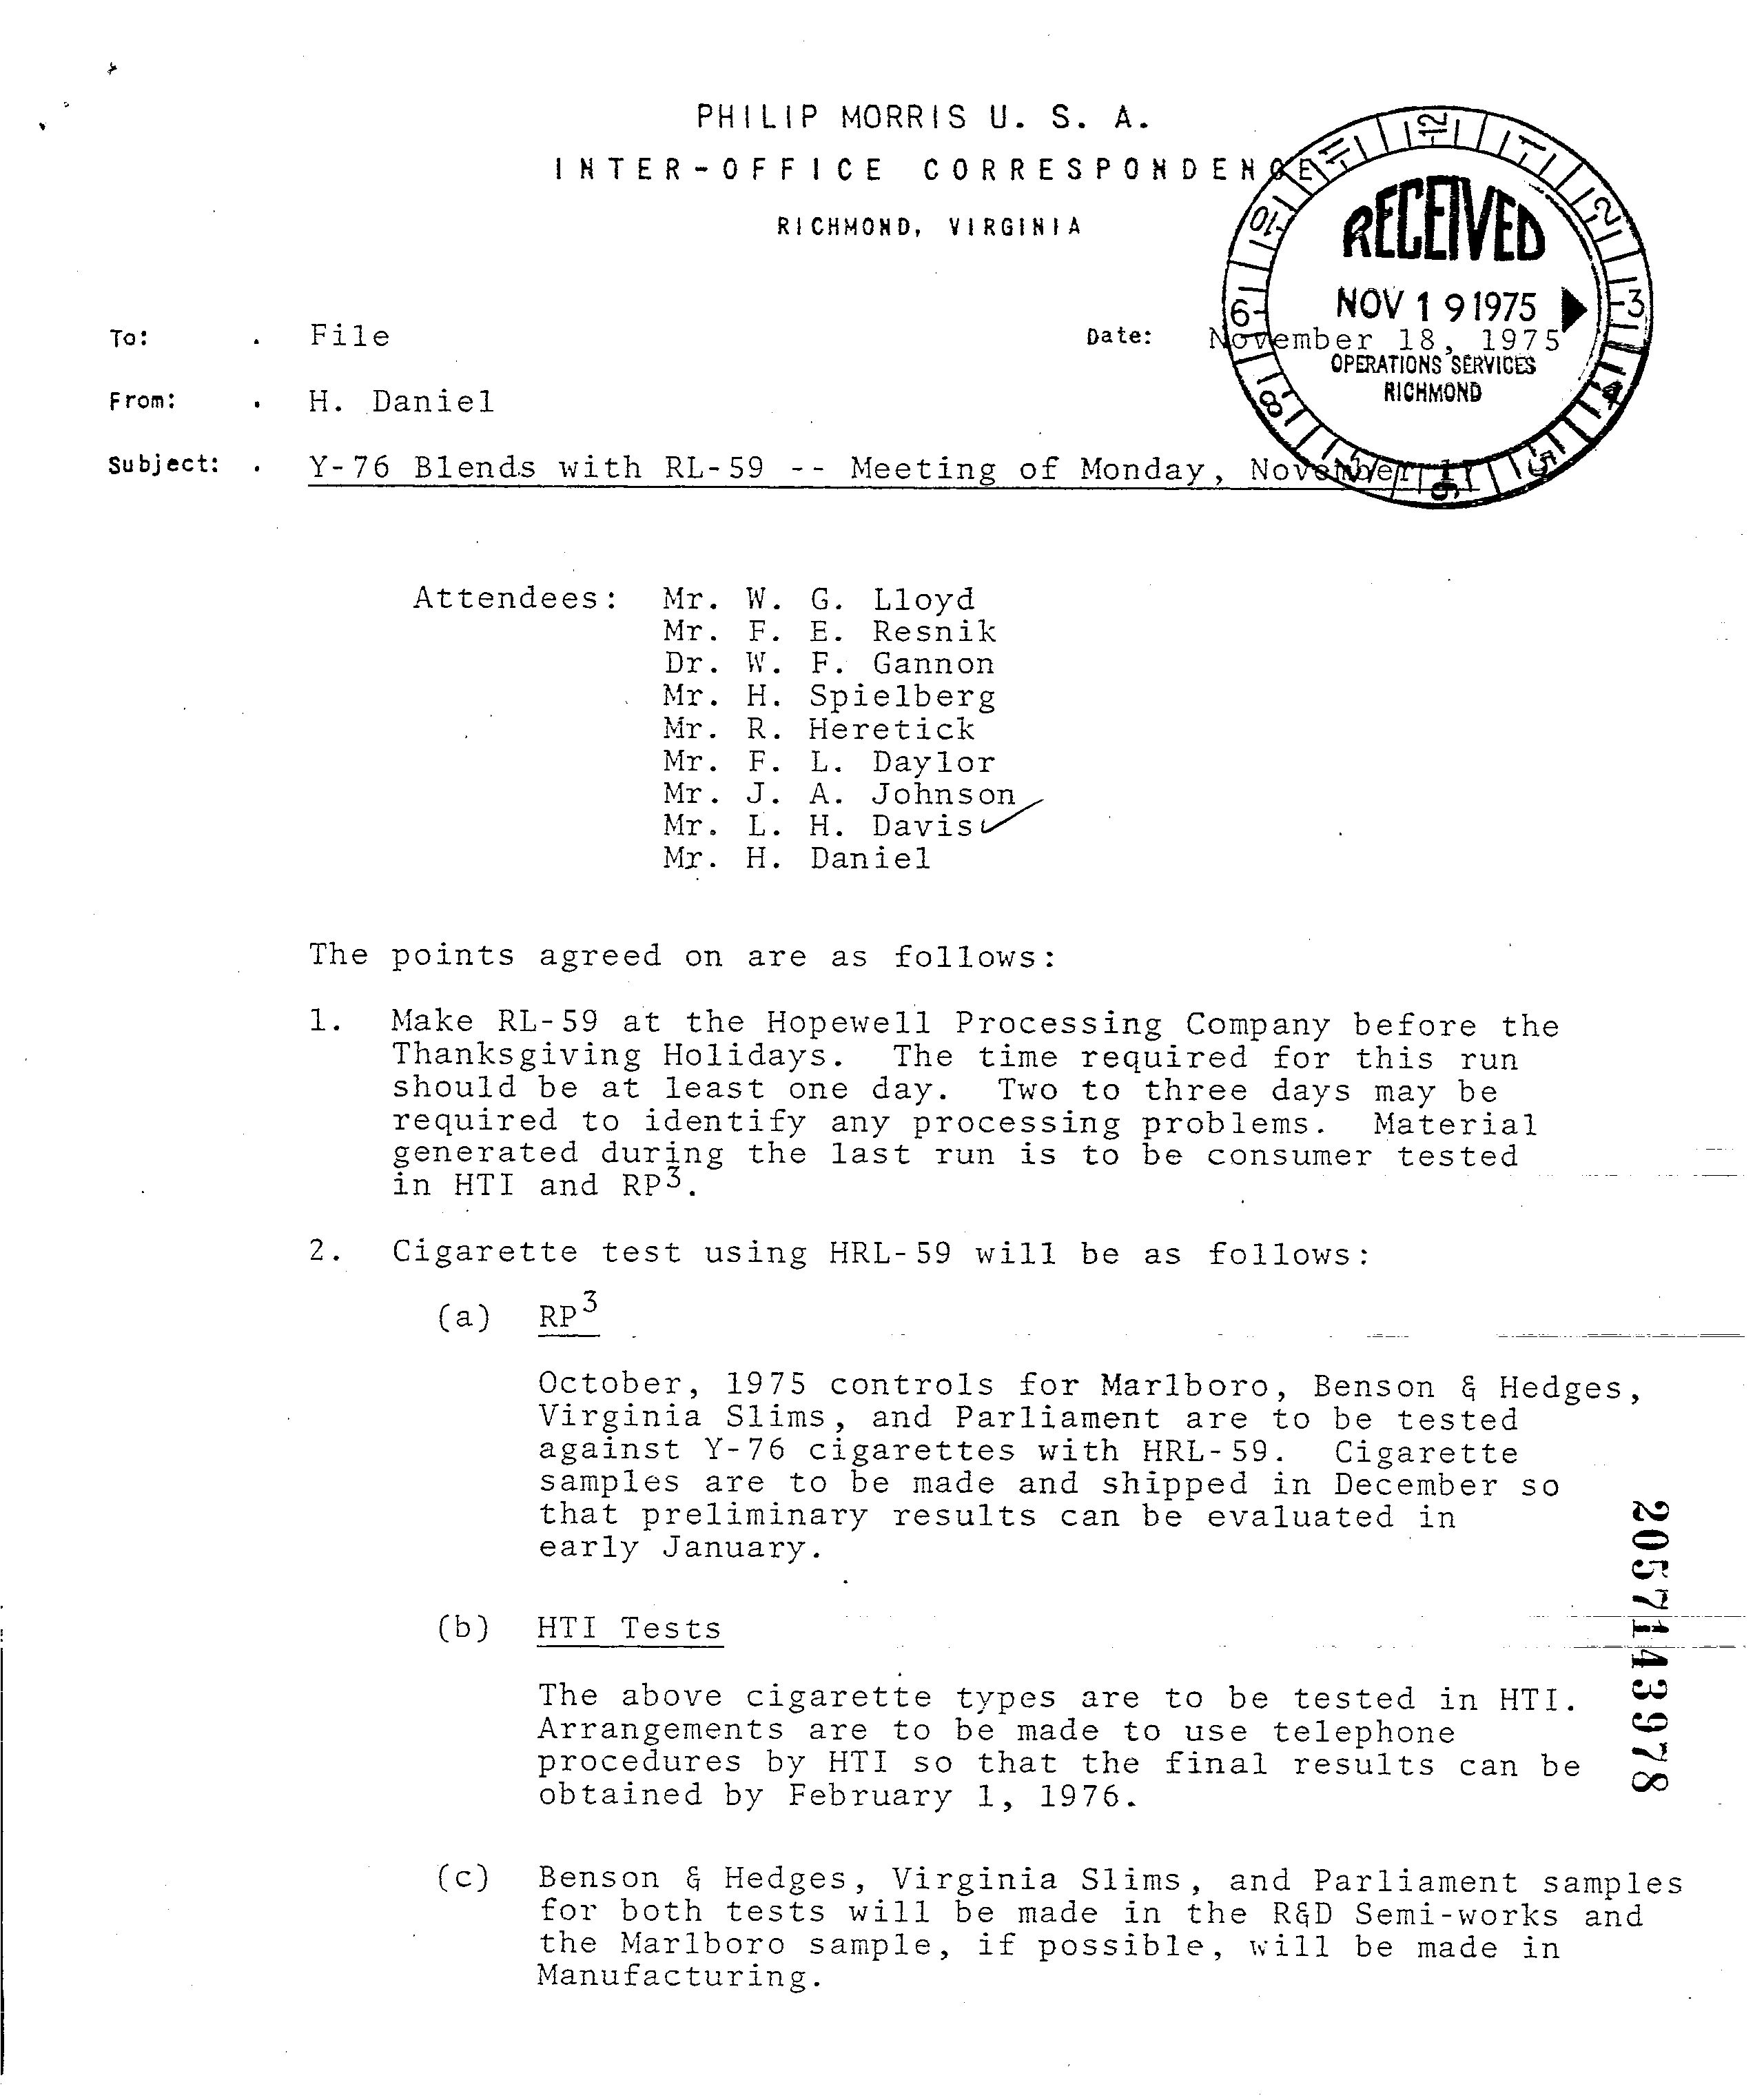 PHILIP MORRIS U. S. A.
INTER-OFFICE CORRESPONDENCE
RICHMOND, VIRGINIA
RECEIVED
NOV 19 1975
OPERATIONS SERVICES
RICHMOND
12 1 2 3 4 5 6 7 8 9 10 11
To: . File Date: November 18, 1975
From: . H. Daniel
Subject: . Y-76 Blends with RL-59 -- Meeting of Monday, November
Attendees: Mr. W. G. Lloyd
Mr. F. E. Resnik
Dr. W. F. Gannon
Mr. H. Spielberg
Mr. R. Heretick
Mr. F. L. Daylor
Mr. J. A. Johnson
Mr. L. H. Davis
Mr. H. Daniel
The points agreed on are as follows:
1. Make RL-59 at the Hopewell Processing Company before the
Thanksgiving Holidays. The time required for this run
should be at least one day. Two to three days may be
required to identify any processing problems. Material
generated during the last run is to be consumer tested
in HTI and RP3.
2. Cigarette test using HRL-59 will be as follows:
(a) RP3
October, 1975 controls for Marlboro, Benson & Hedges,
Virginia Slims, and Parliament are to be tested
against Y-76 cigarettes with HRL-59. Cigarette
samples are to be made and shipped in December so
that preliminary results can be evaluated in
early January.
(b) HTI Tests
The above cigarette types are to be tested in HTI.
Arrangements are to be made to use telephone
procedures by HTI so that the final results can be
obtained by February 1, 1976.
(c) Benson & Hedges, Virginia Slims, and Parliament samples
for both tests will be made in the R&D Semi-works and
the Marlboro sample, if possible, will be made in
Manufacturing.
2057143978